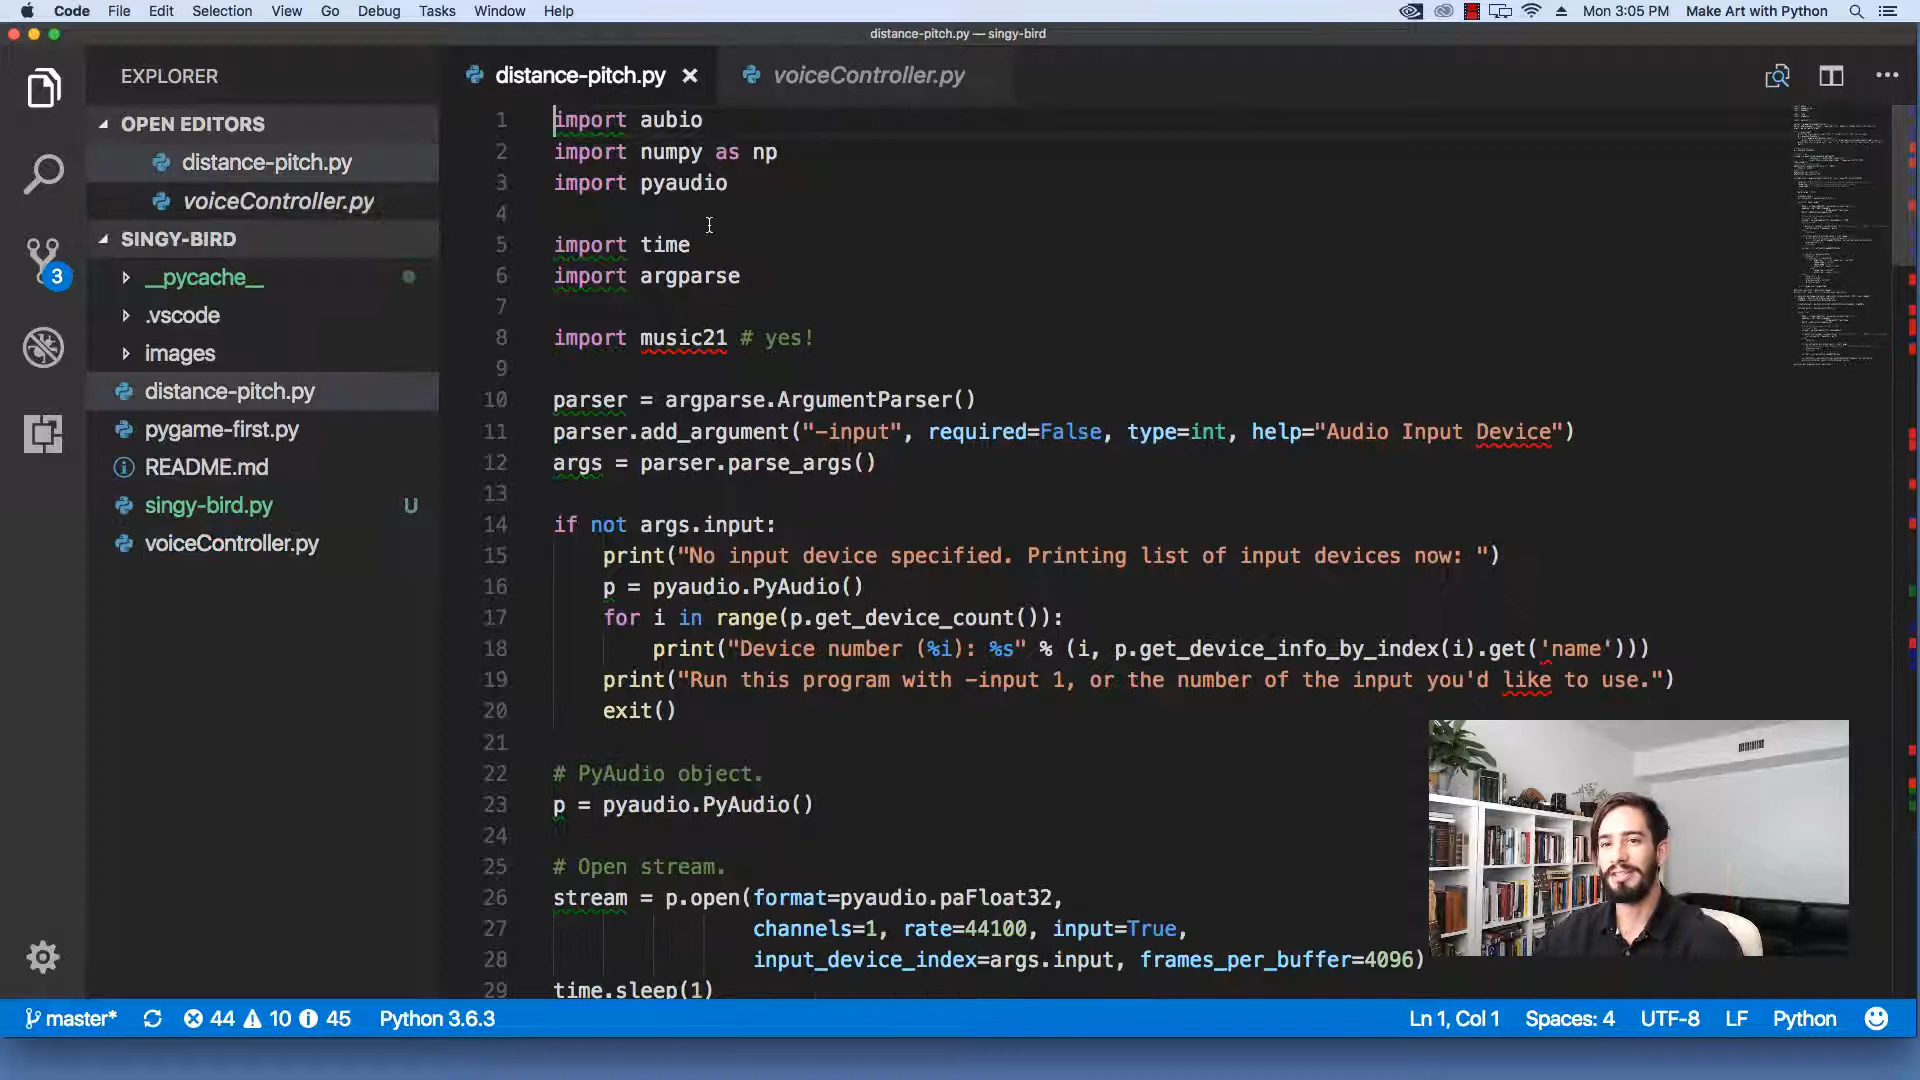 Code File Edit Selection View Go Debug Tasks Window Help
Mon 3:05 PM Make Art with Python
distance-pitch.py — singy-bird
EXPLORER
OPEN EDITORS
distance-pitch.py
voiceController.py
SINGY-BIRD
__pycache__
.vscode
images
distance-pitch.py
pygame-first.py
README.md
singy-bird.py U
voiceController.py
3
distance-pitch.py voiceController.py
1 import aubio
2 import numpy as np
3 import pyaudio
4
5 import time
6 import argparse
7
8 import music21 # yes!
9
10 parser = argparse.ArgumentParser()
11 parser.add_argument("-input", required=False, type=int, help="Audio Input Device")
12 args = parser.parse_args()
13
14 if not args.input:
15 print("No input device specified. Printing list of input devices now: ")
16 p = pyaudio.PyAudio()
17 for i in range(p.get_device_count()):
18 print("Device number (%i): %s" % (i, p.get_device_info_by_index(i).get('name')))
19 print("Run this program with -input 1, or the number of the input you'd like to use.")
20 exit()
21
22 # PyAudio object.
23 p = pyaudio.PyAudio()
24
25 # Open stream.
26 stream = p.open(format=pyaudio.paFloat32,
27 channels=1, rate=44100, input=True,
28 input_device_index=args.input, frames_per_buffer=4096)
29 time.sleep(1)
master* 44 10 45 Python 3.6.3 Ln 1, Col 1 Spaces: 4 UTF-8 LF Python